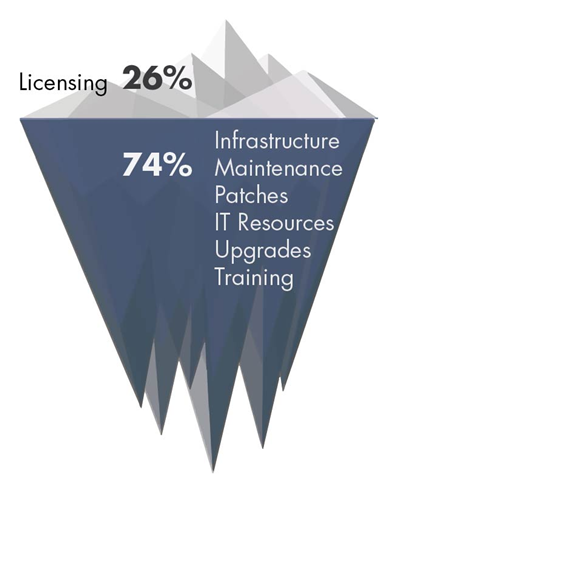 Licensing 26%
74%
Infrastructure
Maintenance
Patches
IT Resources
Upgrades
Training